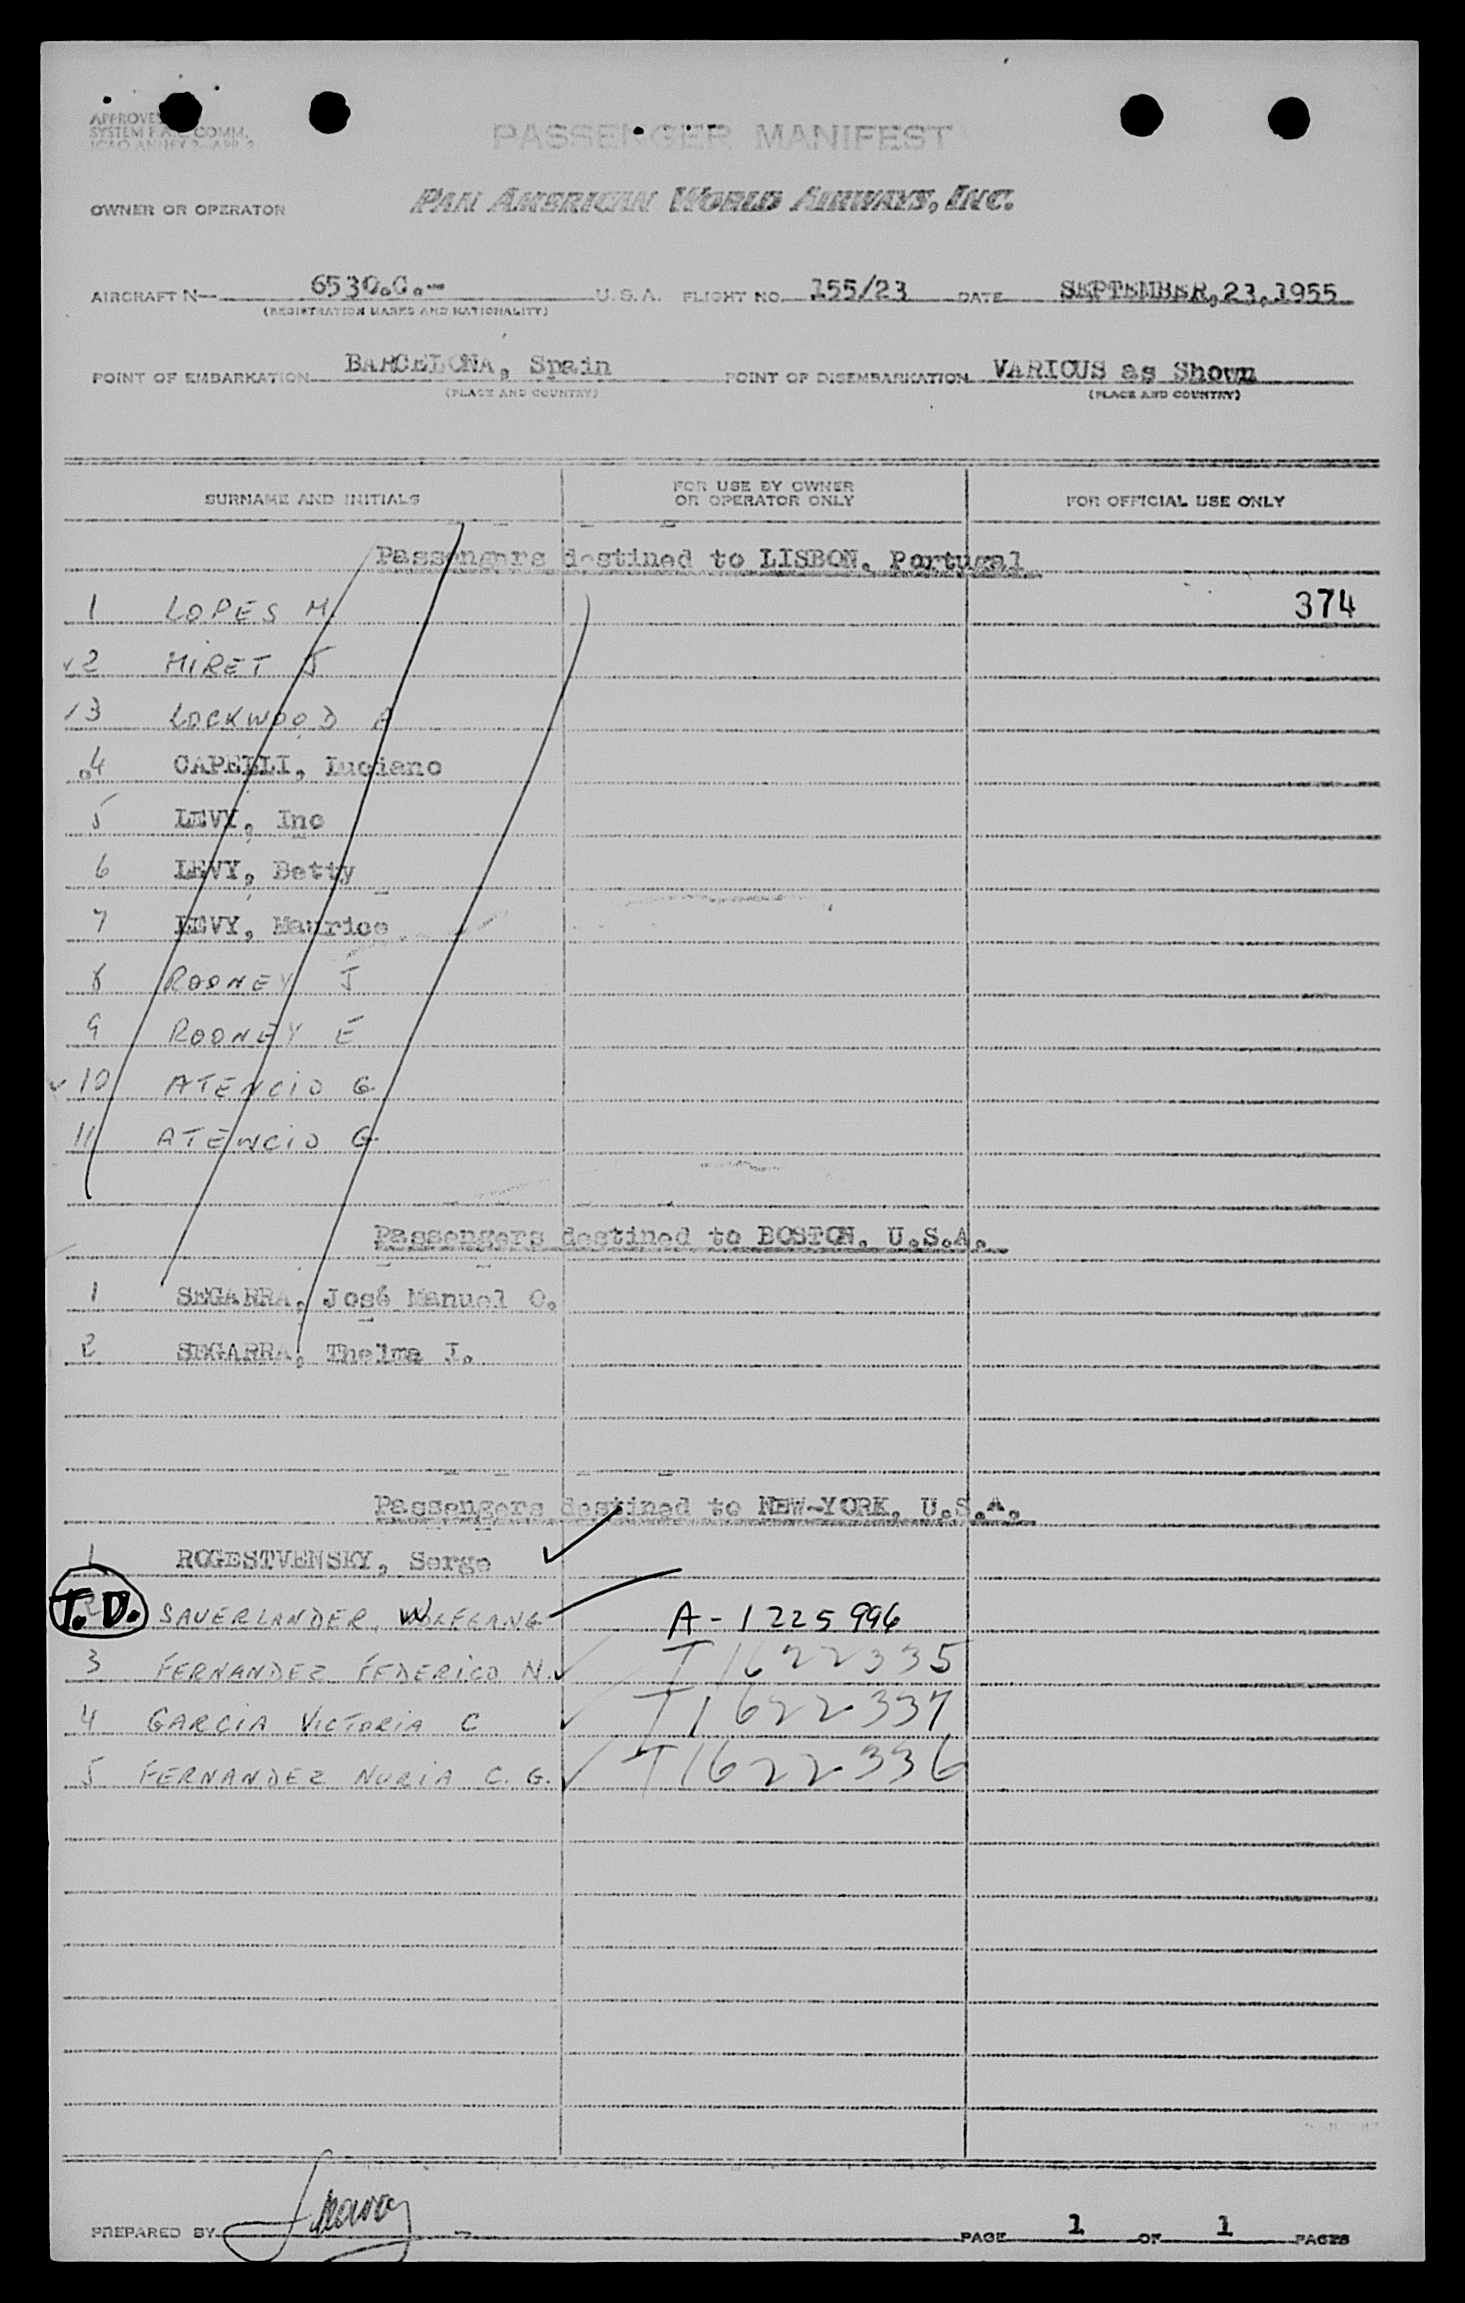 PASSENGER MANIFEST
OWNER OR OPERATOR PAN AMERICAN WORLD AIRWAYS, INC.
AIRCRAFT N— 6530.C.- U. S. A. FLIGHT NO. 155/23 DATE SEPTEMBER,23,1955
(REGISTRATION MARKS AND NATIONALITY)
POINT OF EMBARKATION BARCELONA, Spain POINT OF DISEMBARKATION VARIOUS as Shown
(PLACE AND COUNTRY) (PLACE AND COUNTRY)
SURNAME AND INITIALS FOR USE BY OWNER OR OPERATOR ONLY FOR OFFICIAL USE ONLY
Passengers destined to LISBON, Portugal
1 LOPES M. 374
2 MIRET J
3 LOCKWOOD A
4 CAPELLI, Luciano
5 LEVY, Ino
6 LEVY, Betty
7 LEVY, Maurice
8 ROONEY J
9 ROONEY E
10 ATENCIO G
11 ATENCIO G
Passengers destined to BOSTON, U.S.A.
1 SEGARRA, José Manuel O.
2 SEGARRA, Thelma I.
Passengers destined to NEW-YORK, U.S.A.
1 ROGESTVENSKY, Serge
T.D. SAUERLANDER, WOLFGANG A-1225996
3 FERNANDEZ FEDERICO N. T1622335
4 GARCIA VICTORIA C T1622337
5 FERNANDEZ NURIA C. G. T1622336
PREPARED BY PAGE 1 OF 1 PAGES